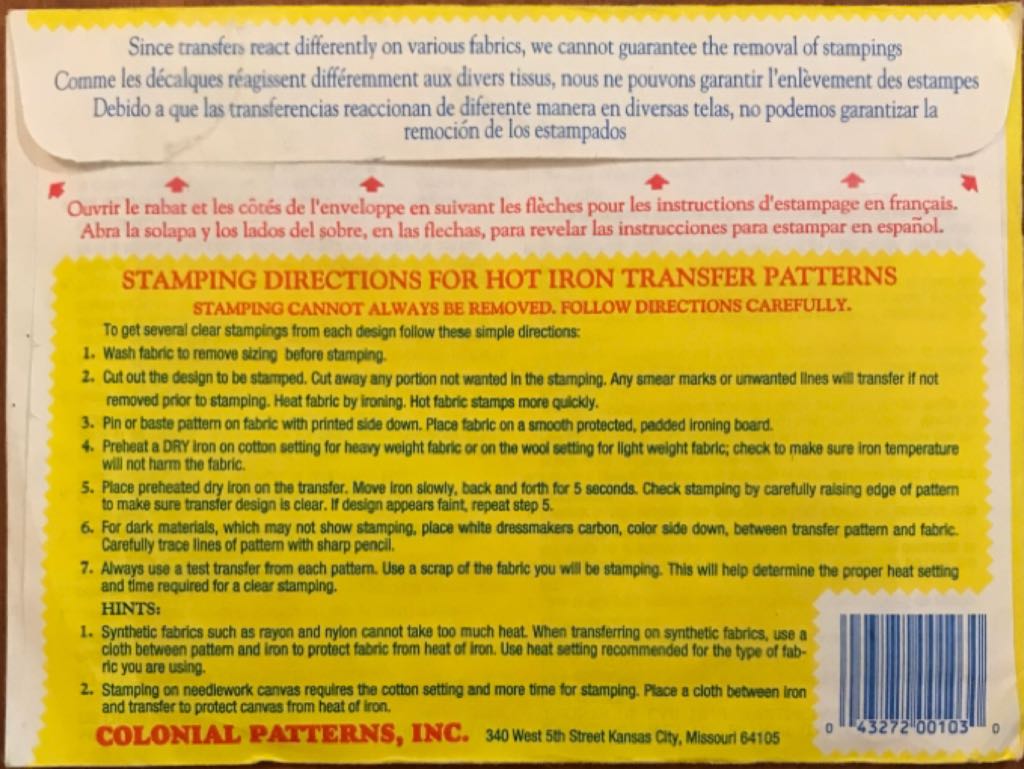 Since transfers react differently on various fabrics, we cannot guarantee the removal of stampings
Comme les décalques réagissent différemment aux divers tissus, nous ne pouvons garantir l'enlèvement des estampes
Debido a que las transferencias reaccionan de diferente manera en diversas telas, no podemos garantizar la
remoción de los estampados
Ouvrir le rabat et les côtés de l'enveloppe en suivant les flèches pour les instructions d'estampage en français.
Abra la solapa y los lados del sobre, en las flechas, para revelar las instrucciones para estampar en español.
STAMPING DIRECTIONS FOR HOT IRON TRANSFER PATTERNS
STAMPING CANNOT ALWAYS BE REMOVED. FOLLOW DIRECTIONS CAREFULLY.
To get several clear stampings from each design follow these simple directions:
1. Wash fabric to remove sizing before stamping.
2. Cut out the design to be stamped. Cut away any portion not wanted in the stamping. Any smear marks or unwanted lines will transfer if not
removed prior to stamping. Heat fabric by ironing. Hot fabric stamps more quickly.
3. Pin or baste pattern on fabric with printed side down. Place fabric on a smooth protected, padded ironing board.
4. Preheat a DRY iron on cotton setting for heavy weight fabric or on the wool setting for light weight fabric; check to make sure iron temperature
will not harm the fabric.
5. Place preheated dry iron on the transfer. Move iron slowly, back and forth for 5 seconds. Check stamping by carefully raising edge of pattern
to make sure transfer design is clear. If design appears faint, repeat step 5.
6. For dark materials, which may not show stamping, place white dressmakers carbon, color side down, between transfer pattern and fabric.
Carefully trace lines of pattern with sharp pencil.
7. Always use a test transfer from each pattern. Use a scrap of the fabric you will be stamping. This will help determine the proper heat setting
and time required for a clear stamping.
HINTS:
1. Synthetic fabrics such as rayon and nylon cannot take too much heat. When transferring on synthetic fabrics, use a
cloth between pattern and iron to protect fabric from heat of iron. Use heat setting recommended for the type of fab-
ric you are using.
2. Stamping on needlework canvas requires the cotton setting and more time for stamping. Place a cloth between iron
and transfer to protect canvas from heat of iron.
COLONIAL PATTERNS, INC. 340 West 5th Street Kansas City, Missouri 64105
0 43272 00103 0